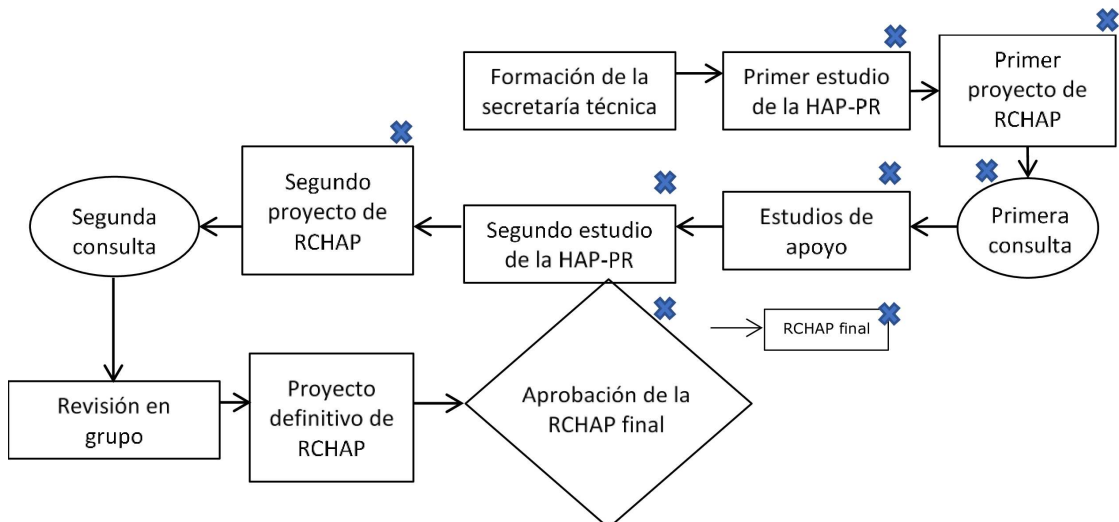 Formación de la
secretaría técnica
Primer estudio
de la HAP-PR
Primer
proyecto de
RCHAP
Primera
consulta
Estudios de
apoyo
Segundo estudio
de la HAP-PR
Segundo
proyecto de
RCHAP
Segunda
consulta
Revisión en
grupo
Proyecto
definitivo de
RCHAP
Aprobación de la
RCHAP final
RCHAP final